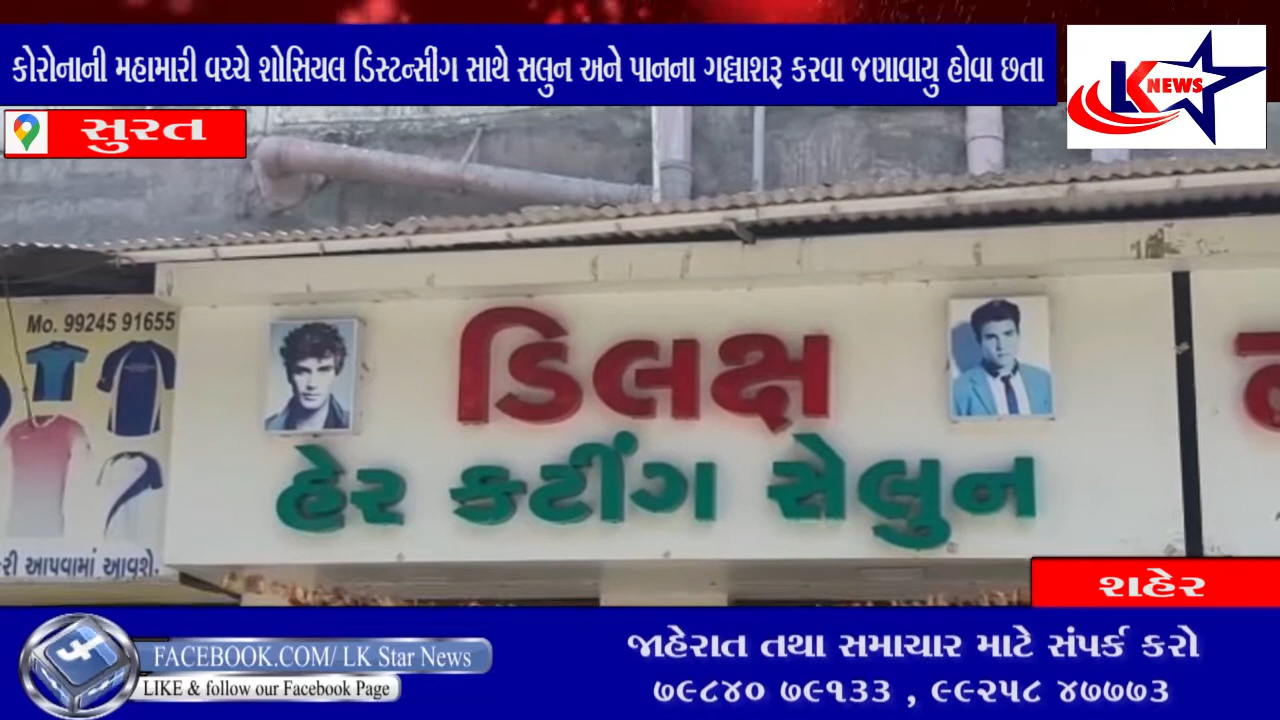 કોરોનાની મહામારી વચ્ચે શોસિયલ ડિસ્ટન્સીંગ સાથે સલુન અને પાનના ગલ્લાશરૂ કરવા જણાવાયુ હોવા છતા
LK NEWS
સુરત
Mo. 99245 91655
ડિલક્ષ
હેર કટીંગ સેલુન
રી આપવામાં આવશે.
શહેર
FACEBOOK.COM/ LK Star News
LIKE & follow our Facebook Page
જાહેરાત તથા સમાચાર માટે સંપર્ક કરો
૭૯૮૪૦ ૭૯૧૩૩ , ૯૯૨૫૮ ૪૭૭૭૩